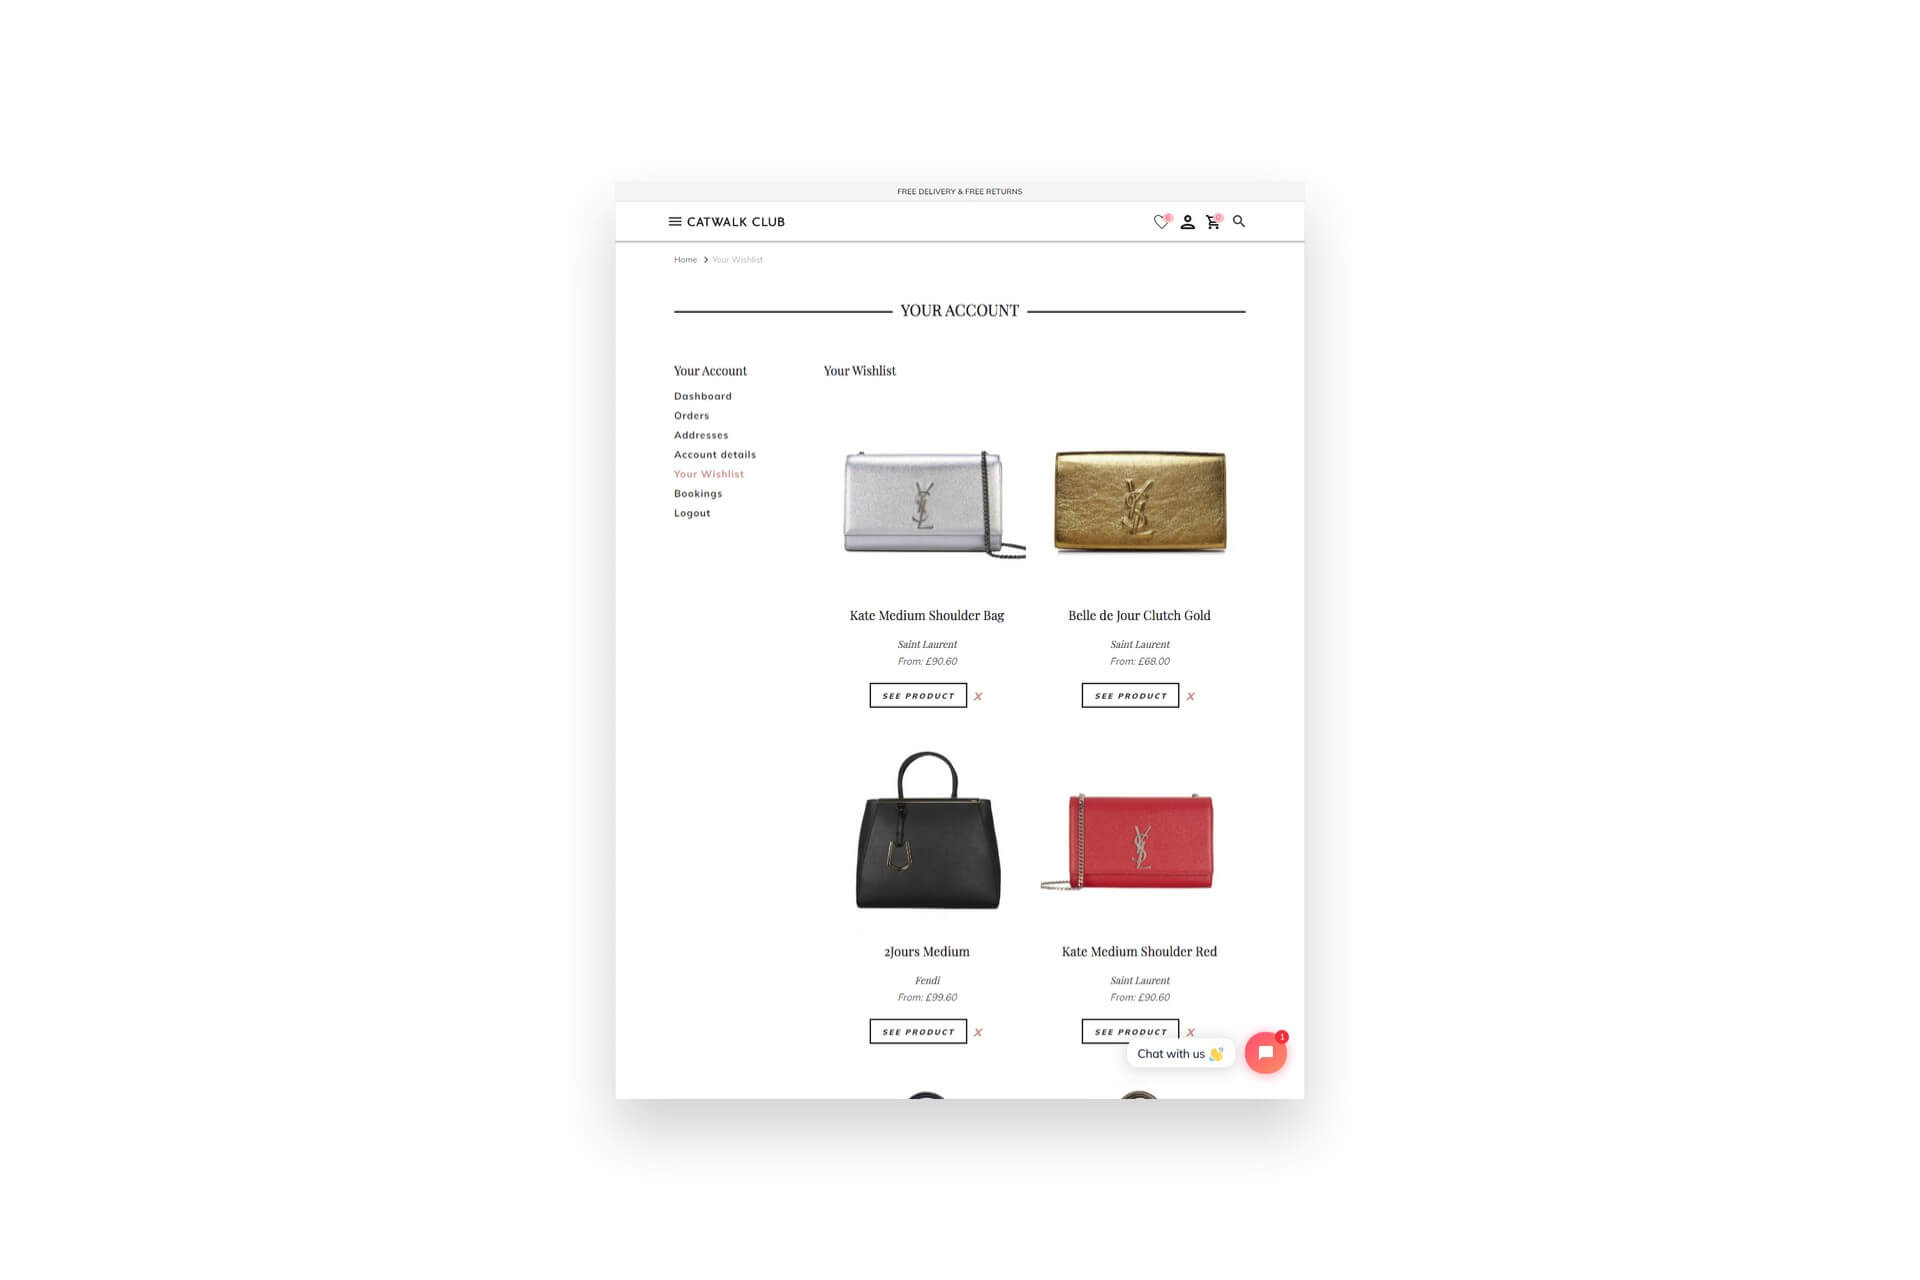 FREE DELIVERY & FREE RETURNS
CATWALK CLUB
Home > Your Wishlist
YOUR ACCOUNT
Your Account
Dashboard
Orders
Addresses
Account details
Your Wishlist
Bookings
Logout
Your Wishlist
Kate Medium Shoulder Bag
Saint Laurent
From: £90.60
SEE PRODUCT X
Belle de Jour Clutch Gold
Saint Laurent
From: £68.00
SEE PRODUCT X
2Jours Medium
Fendi
From: £99.60
SEE PRODUCT X
Kate Medium Shoulder Red
Saint Laurent
From: £90.60
SEE PRODUCT X
Chat with us 👋
1